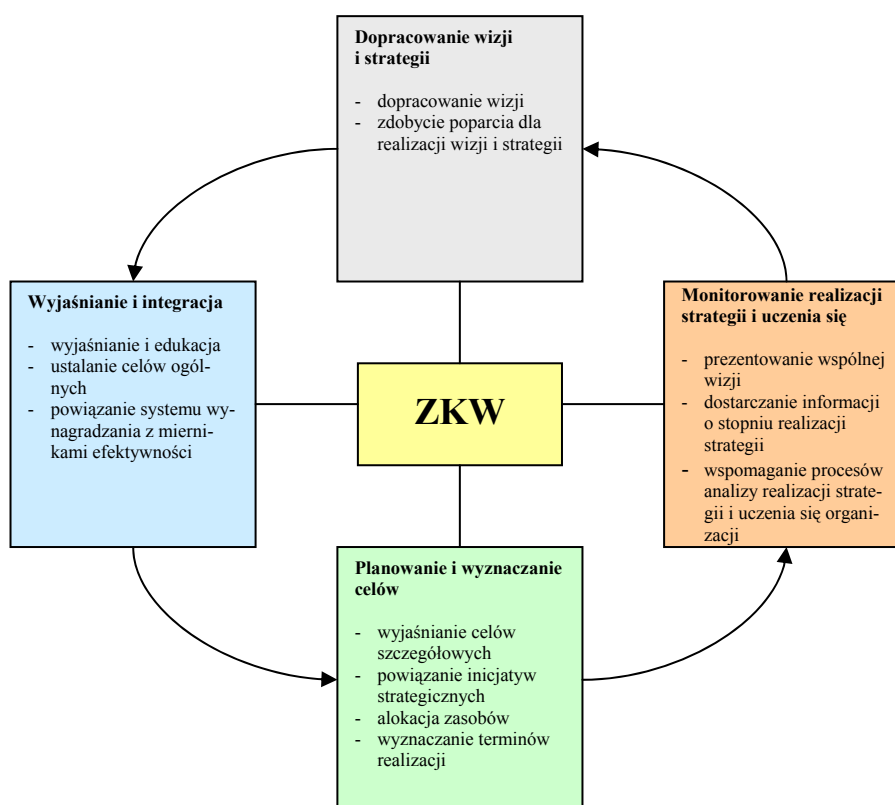 Dopracowanie wizji
i strategii
- dopracowanie wizji
- zdobycie poparcia dla
realizacji wizji i strategii
Wyjaśnianie i integracja
- wyjaśnianie i edukacja
- ustalanie celów ogól-
nych
- powiązanie systemu wy-
nagradzania z mierni-
kami efektywności
ZKW
Monitorowanie realizacji
strategii i uczenia się
- prezentowanie wspólnej
wizji
- dostarczanie informacji
o stopniu realizacji
strategii
- wspomaganie procesów
analizy realizacji strate-
gii i uczenia się organi-
zacji
Planowanie i wyznaczanie
celów
- wyjaśnianie celów
szczegółowych
- powiązanie inicjatyw
strategicznych
- alokacja zasobów
- wyznaczanie terminów
realizacji